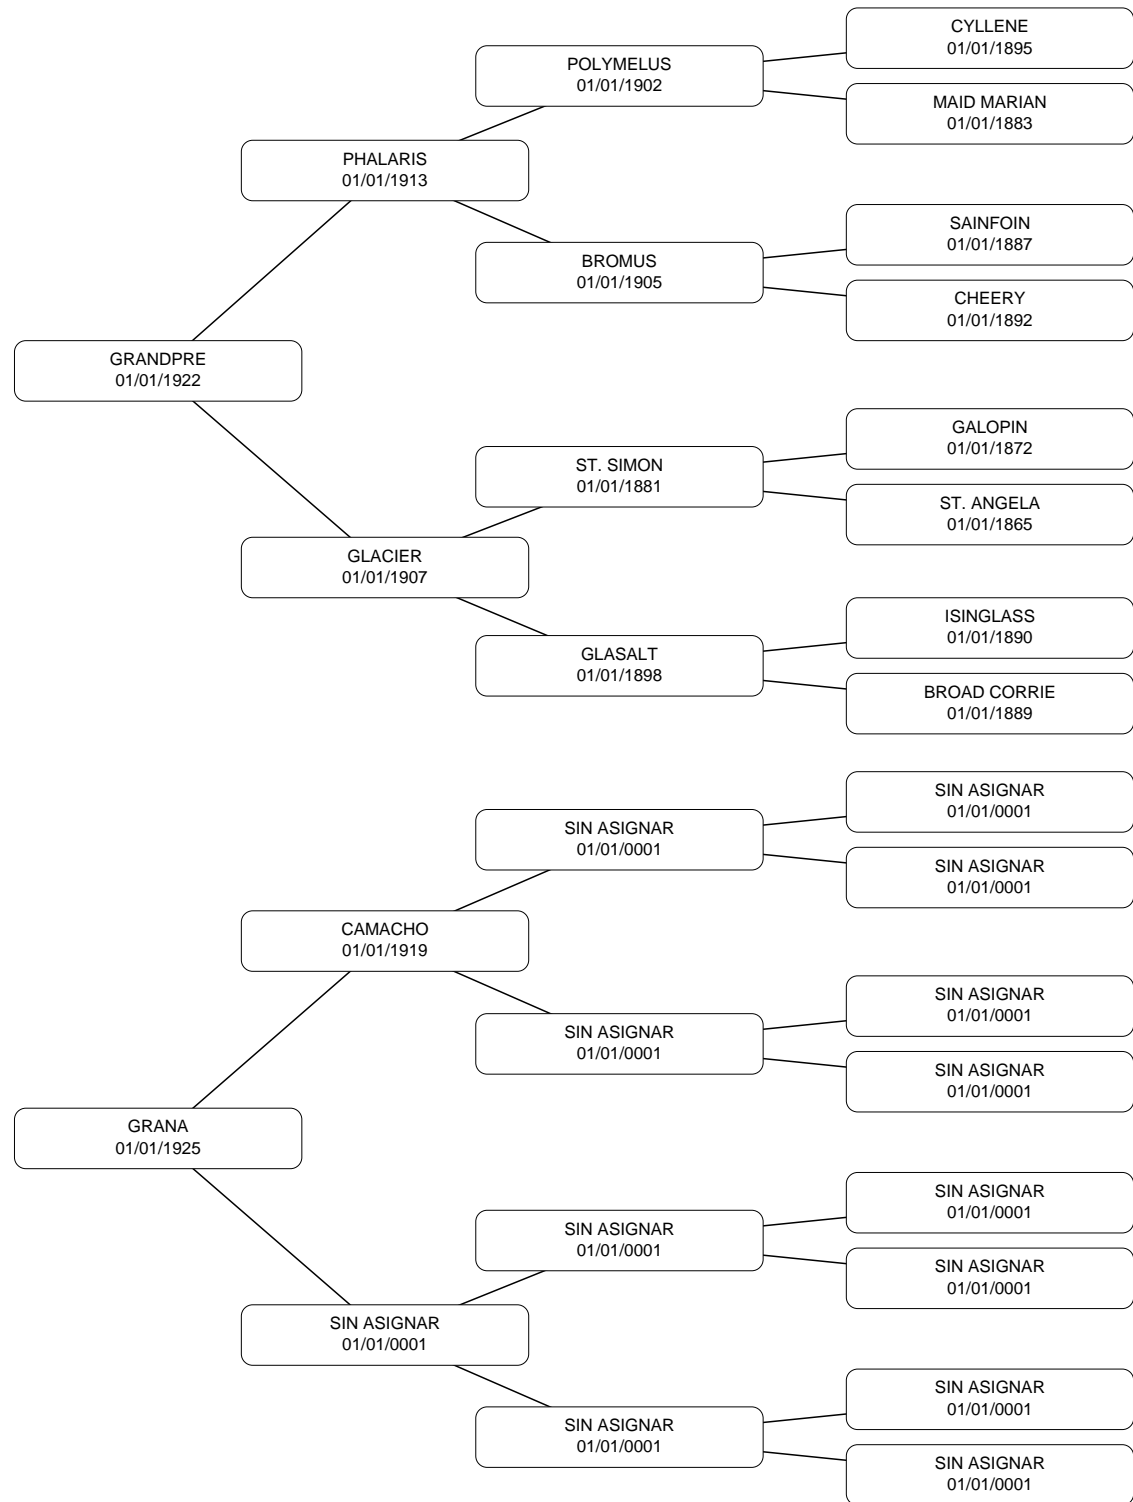 CYLLENE
01/01/1895
POLYMELUS
01/01/1902
MAID MARIAN
01/01/1883
PHALARIS
01/01/1913
SAINFOIN
01/01/1887
BROMUS
01/01/1905
CHEERY
01/01/1892
GRANDPRE
01/01/1922
GALOPIN
01/01/1872
ST. SIMON
01/01/1881
ST. ANGELA
01/01/1865
GLACIER
01/01/1907
ISINGLASS
01/01/1890
GLASALT
01/01/1898
BROAD CORRIE
01/01/1889
SIN ASIGNAR
01/01/0001
SIN ASIGNAR
01/01/0001
SIN ASIGNAR
01/01/0001
CAMACHO
01/01/1919
SIN ASIGNAR
01/01/0001
SIN ASIGNAR
01/01/0001
SIN ASIGNAR
01/01/0001
GRANA
01/01/1925
SIN ASIGNAR
01/01/0001
SIN ASIGNAR
01/01/0001
SIN ASIGNAR
01/01/0001
SIN ASIGNAR
01/01/0001
SIN ASIGNAR
01/01/0001
SIN ASIGNAR
01/01/0001
SIN ASIGNAR
01/01/0001